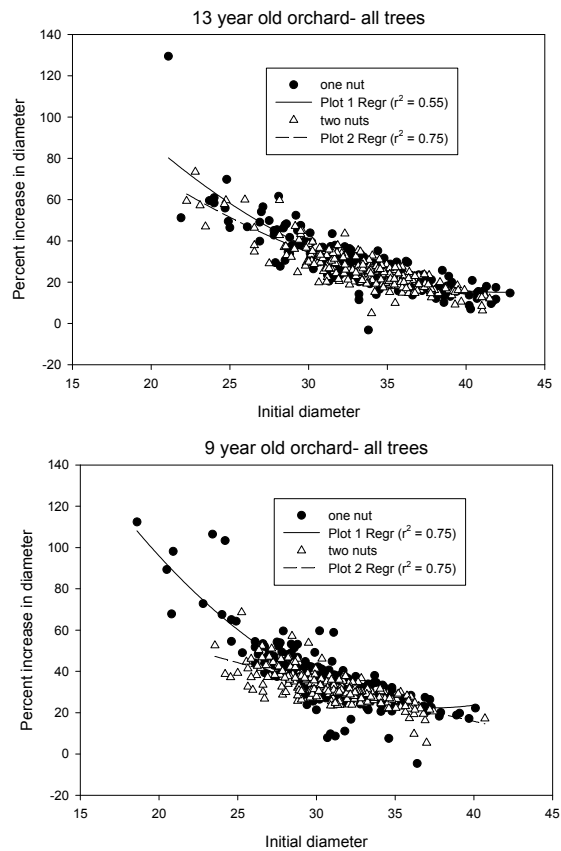 13 year old orchard- all trees
140
120
100
80
60
40
20
0
-20
Percent increase in diameter
one nut
Plot 1 Regr (r² = 0.55)
two nuts
Plot 2 Regr (r² = 0.75)
15 20 25 30 35 40 45
Initial diameter
9 year old orchard- all trees
140
120
100
80
60
40
20
0
-20
Percent increase in diameter
one nut
Plot 1 Regr (r² = 0.75)
two nuts
Plot 2 Regr (r² = 0.75)
15 20 25 30 35 40 45
Initial diameter